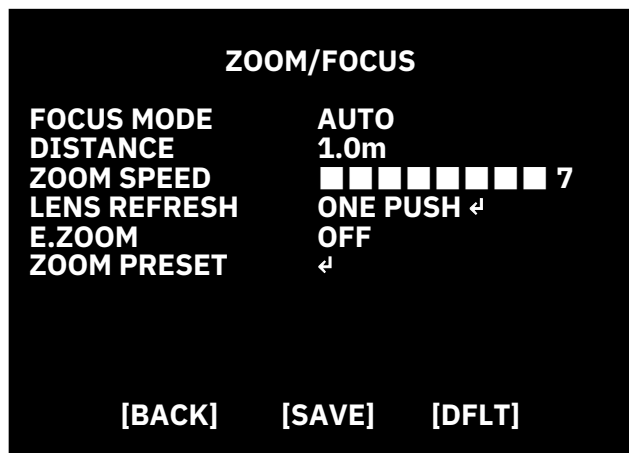 ZOOM/FOCUS
FOCUS MODE AUTO
DISTANCE 1.0m
ZOOM SPEED ■■■■■■■■ 7
LENS REFRESH ONE PUSH ↲
E.ZOOM OFF
ZOOM PRESET ↲
[BACK] [SAVE] [DFLT]